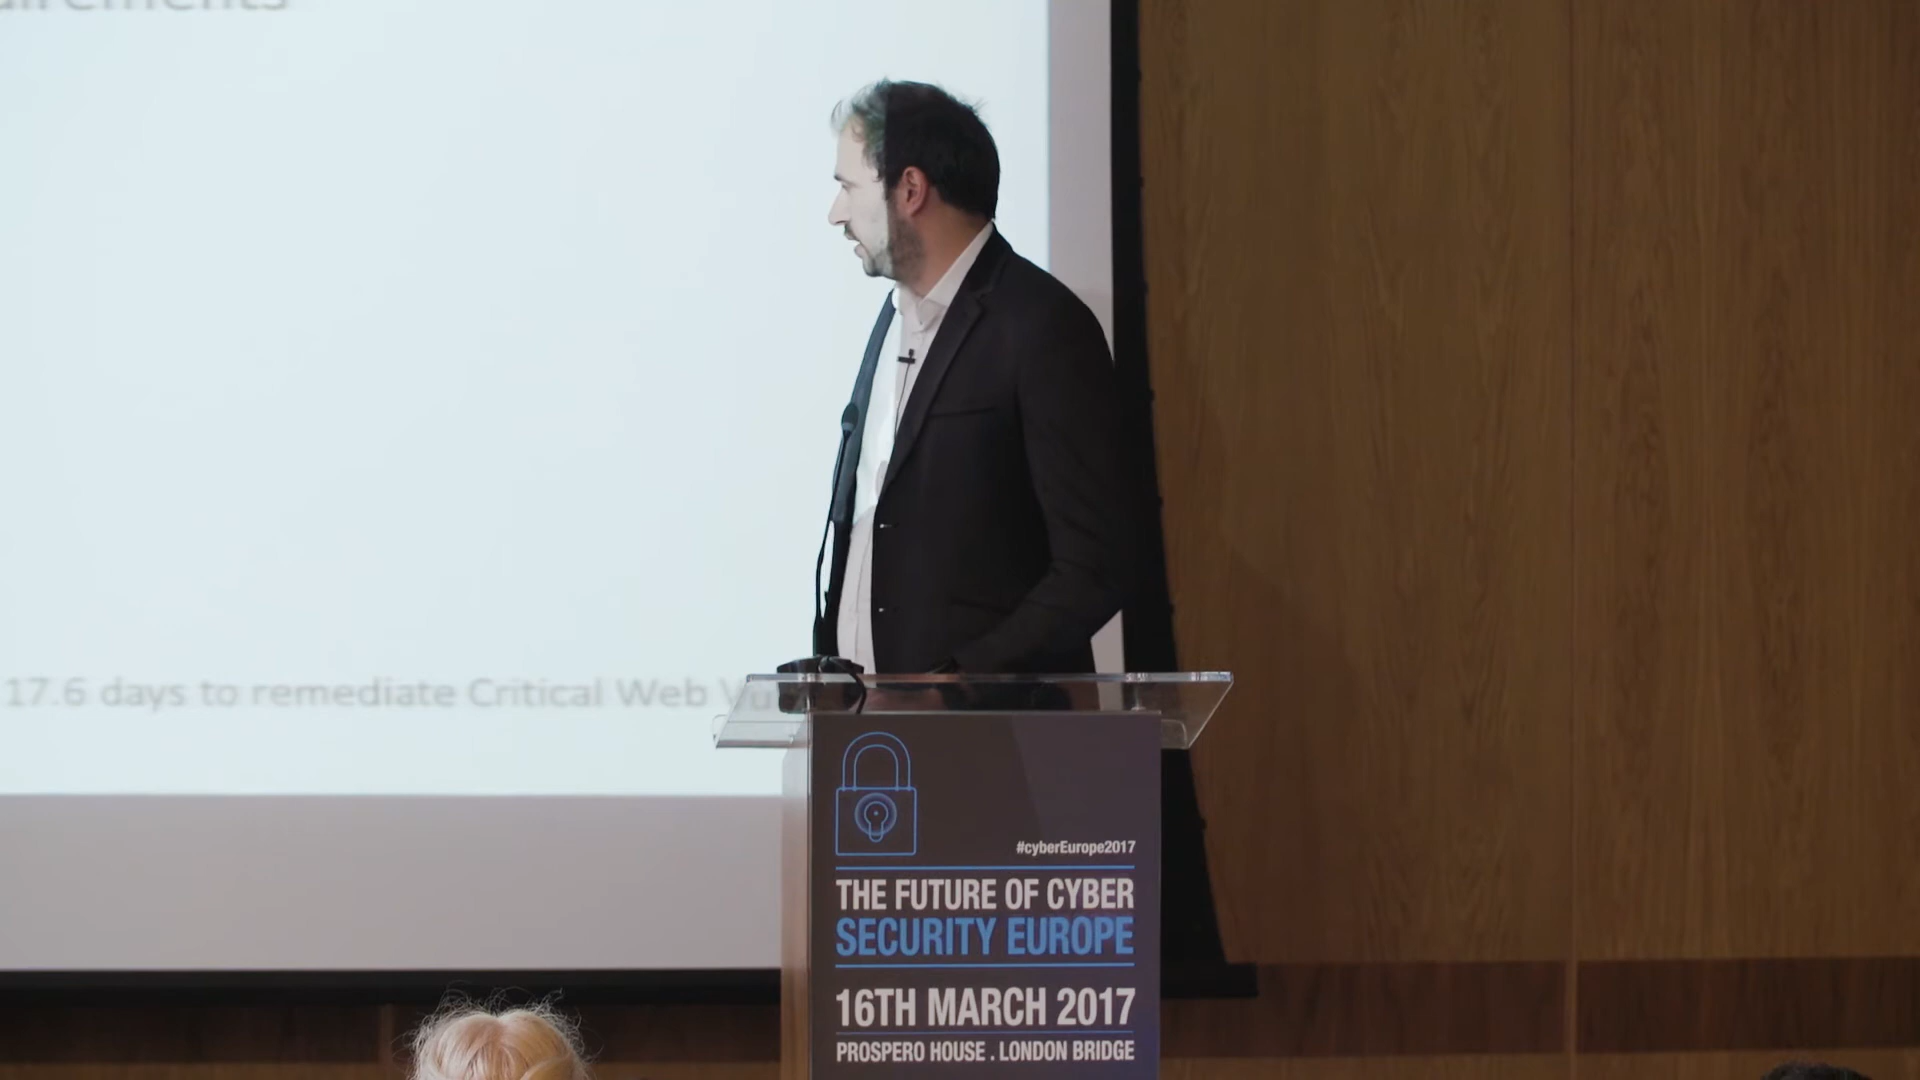 17.6 days to remediate Critical Web
#cyberEurope2017
THE FUTURE OF CYBER
SECURITY EUROPE
16TH MARCH 2017
PROSPERO HOUSE . LONDON BRIDGE